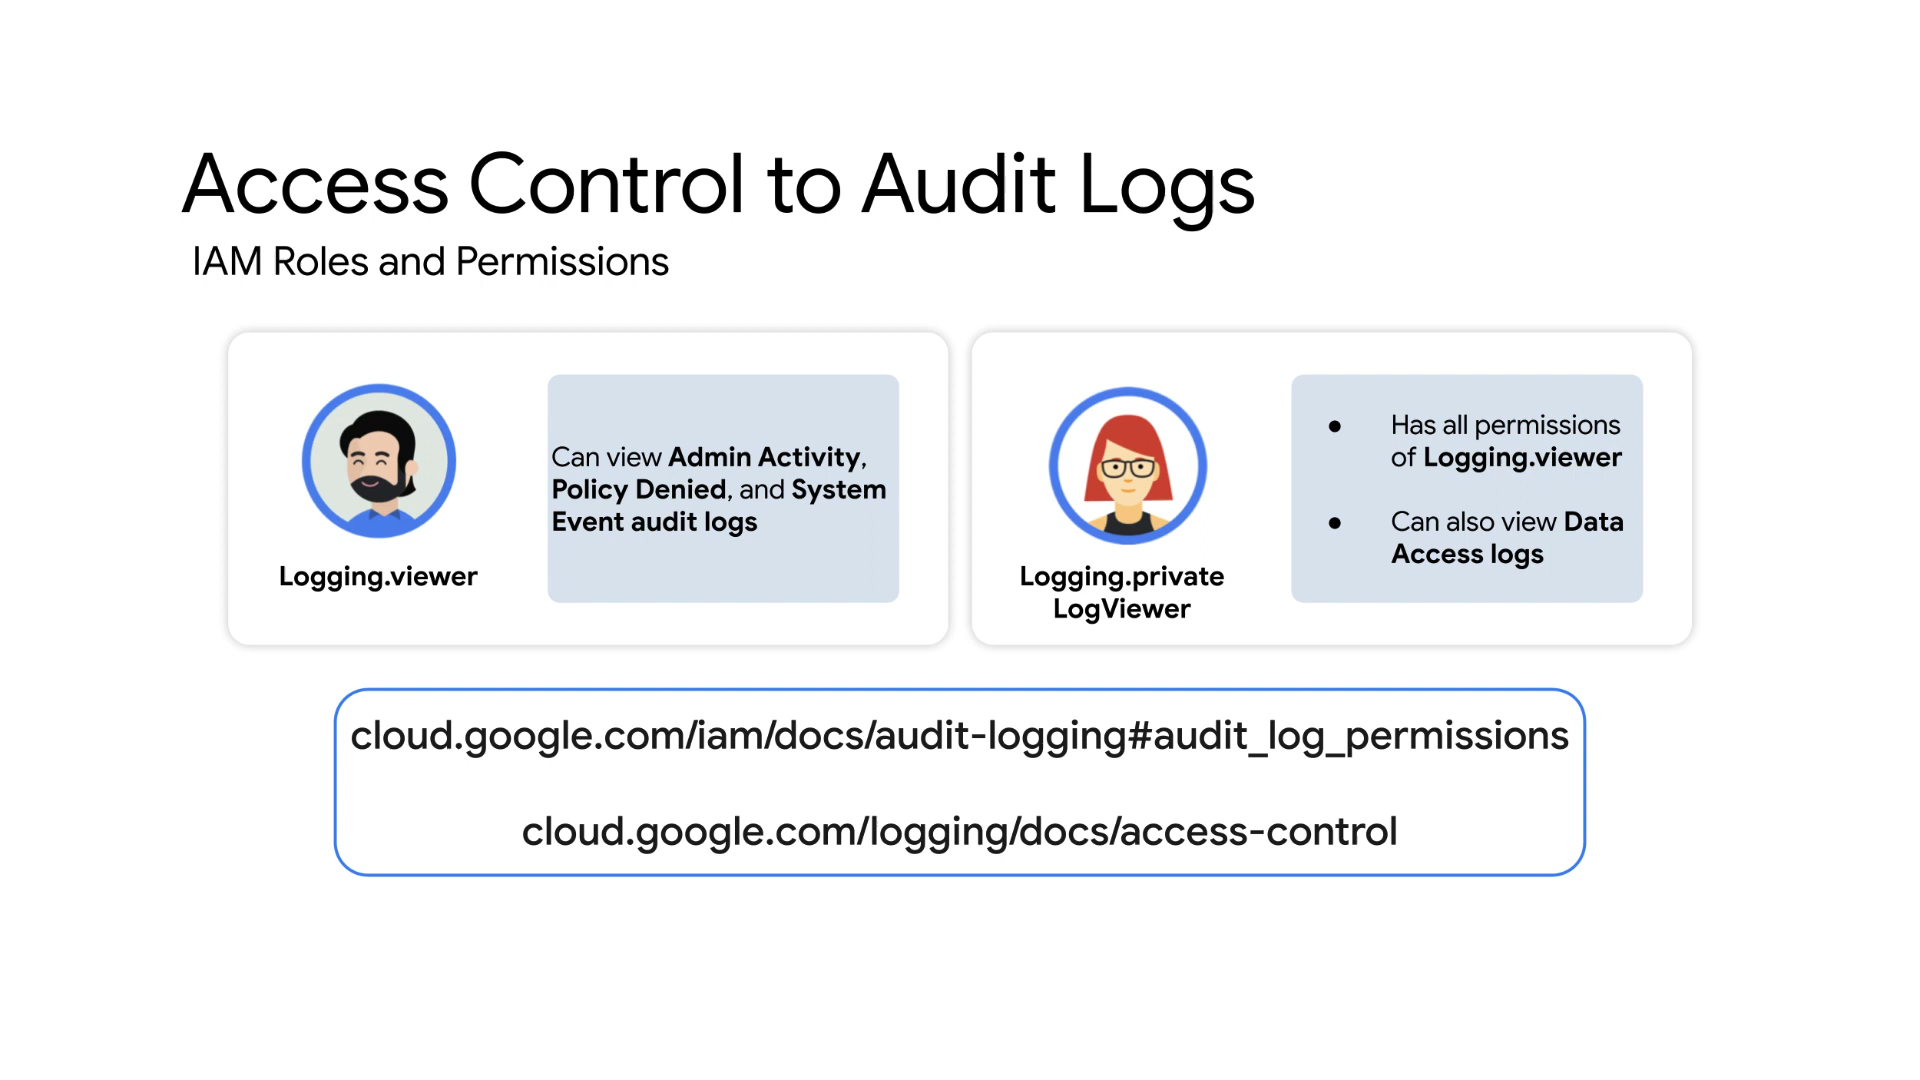 Access Control to Audit Logs
IAM Roles and Permissions
Logging.viewer
Can view Admin Activity,
Policy Denied, and System
Event audit logs
Logging.private
LogViewer
● Has all permissions
of Logging.viewer
● Can also view Data
Access logs
cloud.google.com/iam/docs/audit-logging#audit_log_permissions
cloud.google.com/logging/docs/access-control